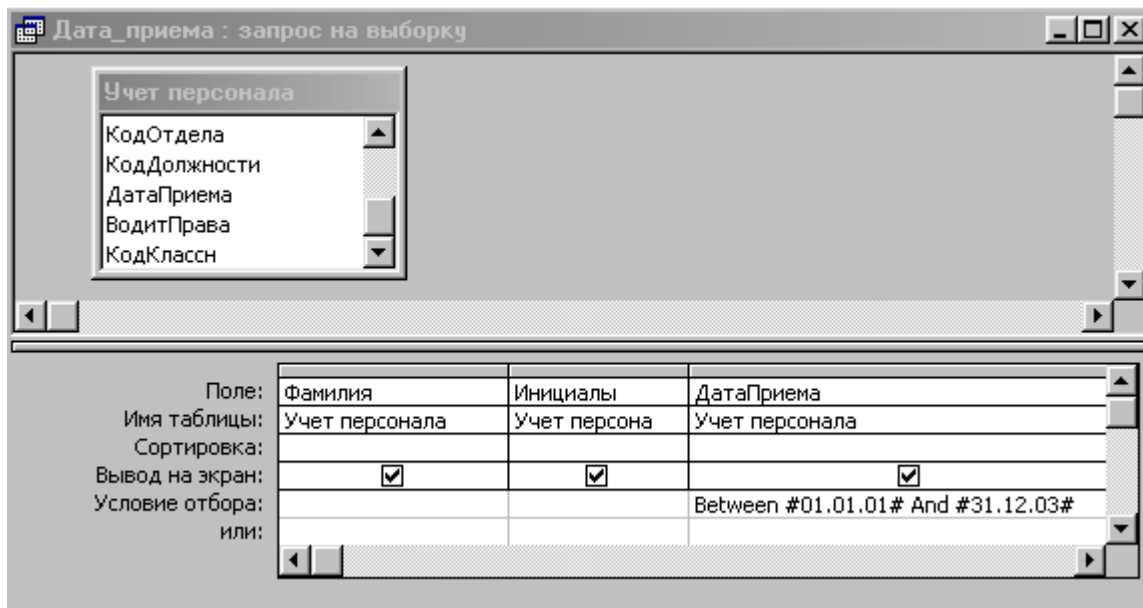 Дата_приема : запрос на выборку
Учет персонала
КодОтдела
КодДолжности
ДатаПриема
ВодитПрава
КодКлассн
Поле: Фамилия Инициалы ДатаПриема
Имя таблицы: Учет персонала Учет персона Учет персонала
Сортировка:
Вывод на экран:
Условие отбора: Between #01.01.01# And #31.12.03#
или: